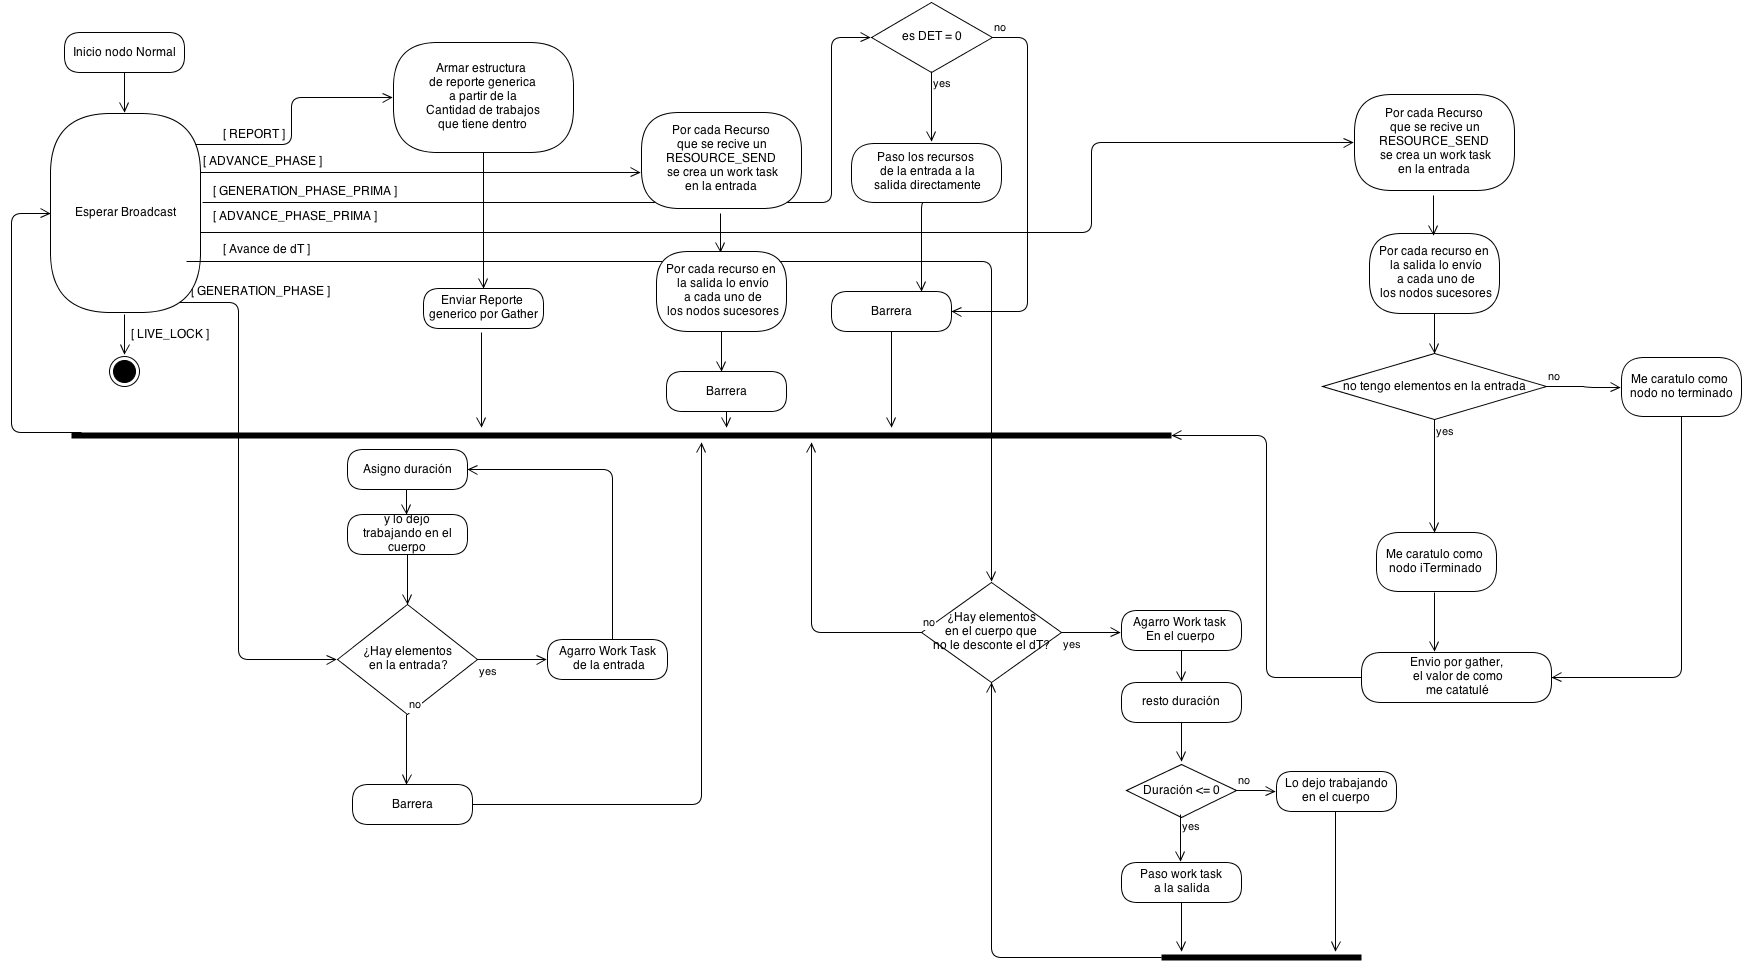 Inicio nodo Normal
Esperar Broadcast
[ REPORT ]
[ ADVANCE_PHASE ]
[ GENERATION_PHASE_PRIMA ]
[ ADVANCE_PHASE_PRIMA ]
[ Avance de dT ]
[ GENERATION_PHASE ]
[ LIVE_LOCK ]
Armar estructura
de reporte generica
a partir de la
Cantidad de trabajos
que tiene dentro
Enviar Reporte
generico por Gather
Por cada Recurso
que se recive un
RESOURCE_SEND
se crea un work task
en la entrada
Por cada recurso en
la salida lo envío
a cada uno de
los nodos sucesores
Barrera
es DET = 0
no
yes
Paso los recursos
de la entrada a la
salida directamente
Barrera
Por cada Recurso
que se recive un
RESOURCE_SEND
se crea un work task
en la entrada
Por cada recurso en
la salida lo envío
a cada uno de
los nodos sucesores
no tengo elementos en la entrada
no
yes
Me caratulo como
nodo no terminado
Me caratulo como
nodo iTerminado
Envio por gather,
el valor de como
me catatulé
Asigno duración
y lo dejo
trabajando en el
cuerpo
¿Hay elementos
en la entrada?
yes
no
Agarro Work Task
de la entrada
Barrera
¿Hay elementos
en el cuerpo que
no le desconte el dT?
no
yes
Agarro Work task
En el cuerpo
resto duración
Duración <= 0
no
yes
Lo dejo trabajando
en el cuerpo
Paso work task
a la salida